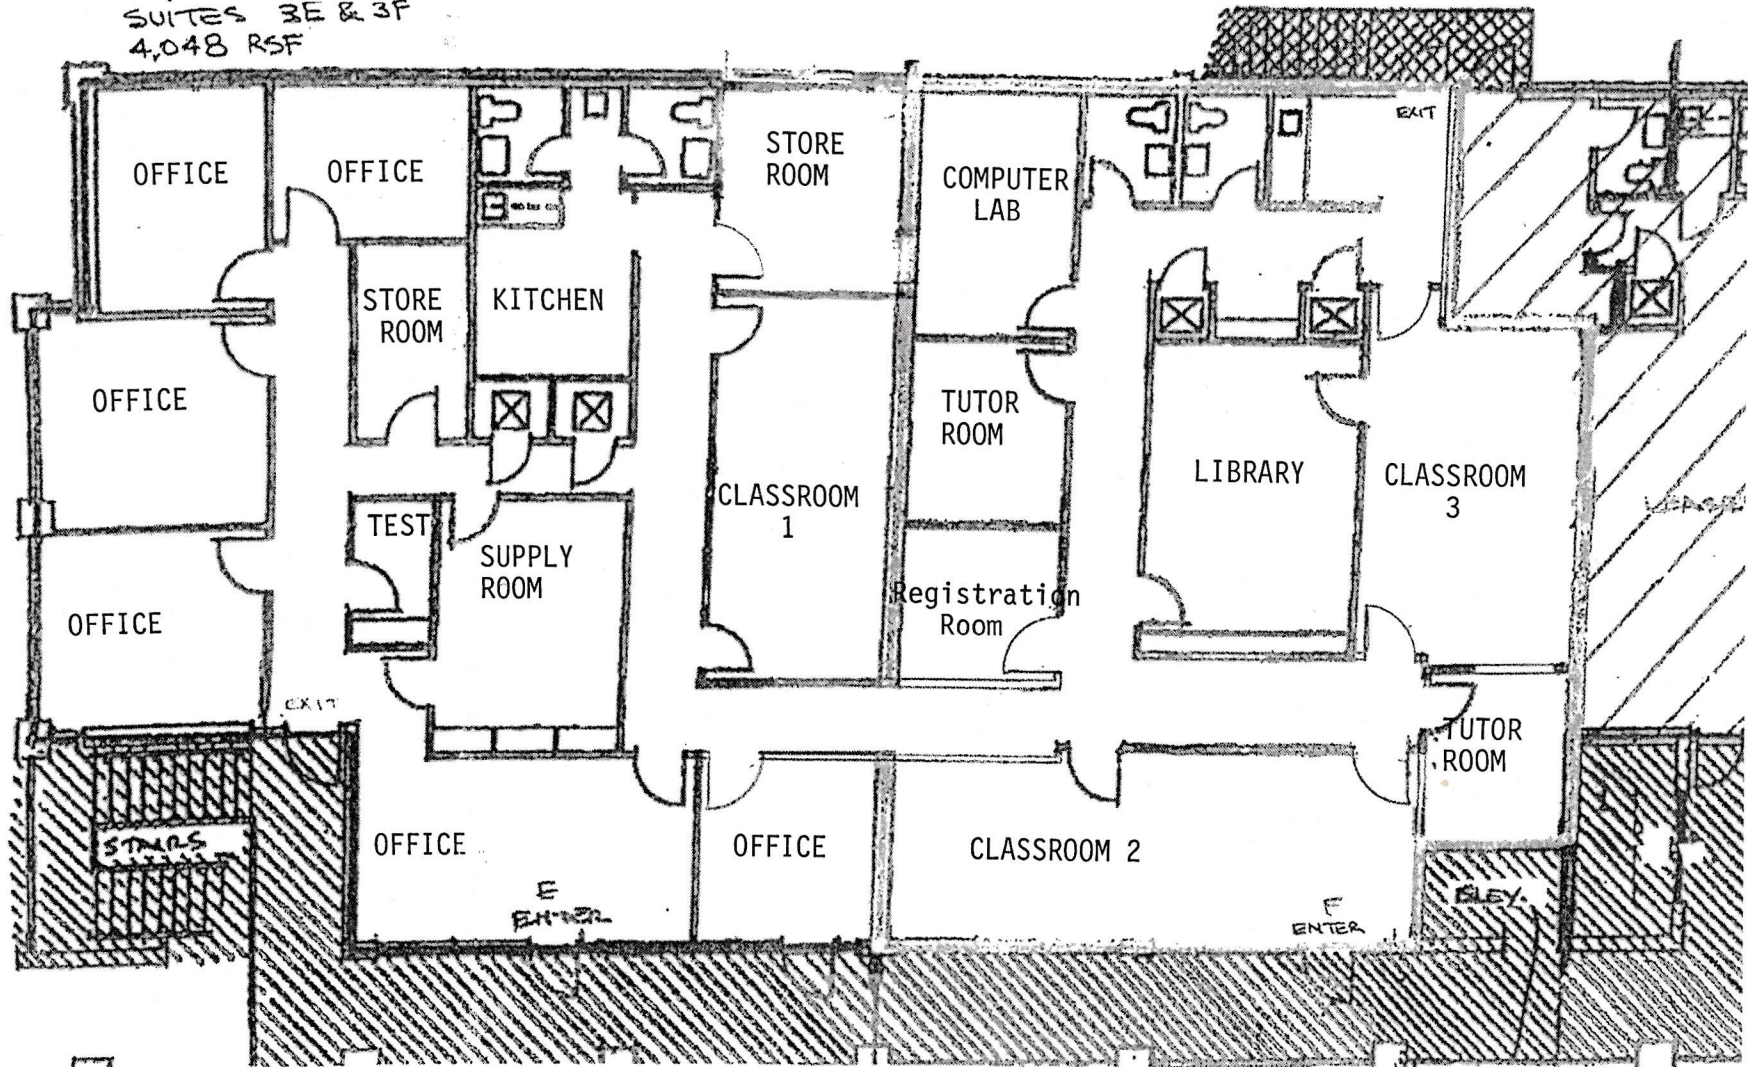 SUITES 3E & 3F
4,048 RSF
OFFICE
OFFICE
STORE
ROOM
COMPUTER
LAB
EXIT
STORE
ROOM
KITCHEN
OFFICE
TUTOR
ROOM
LIBRARY
CLASSROOM
3
CLASSROOM
1
TEST
SUPPLY
ROOM
Registration
Room
OFFICE
EXIT
TUTOR
ROOM
STAIRS
OFFICE
OFFICE
CLASSROOM 2
E
ENTER
F
ENTER
ELEV.